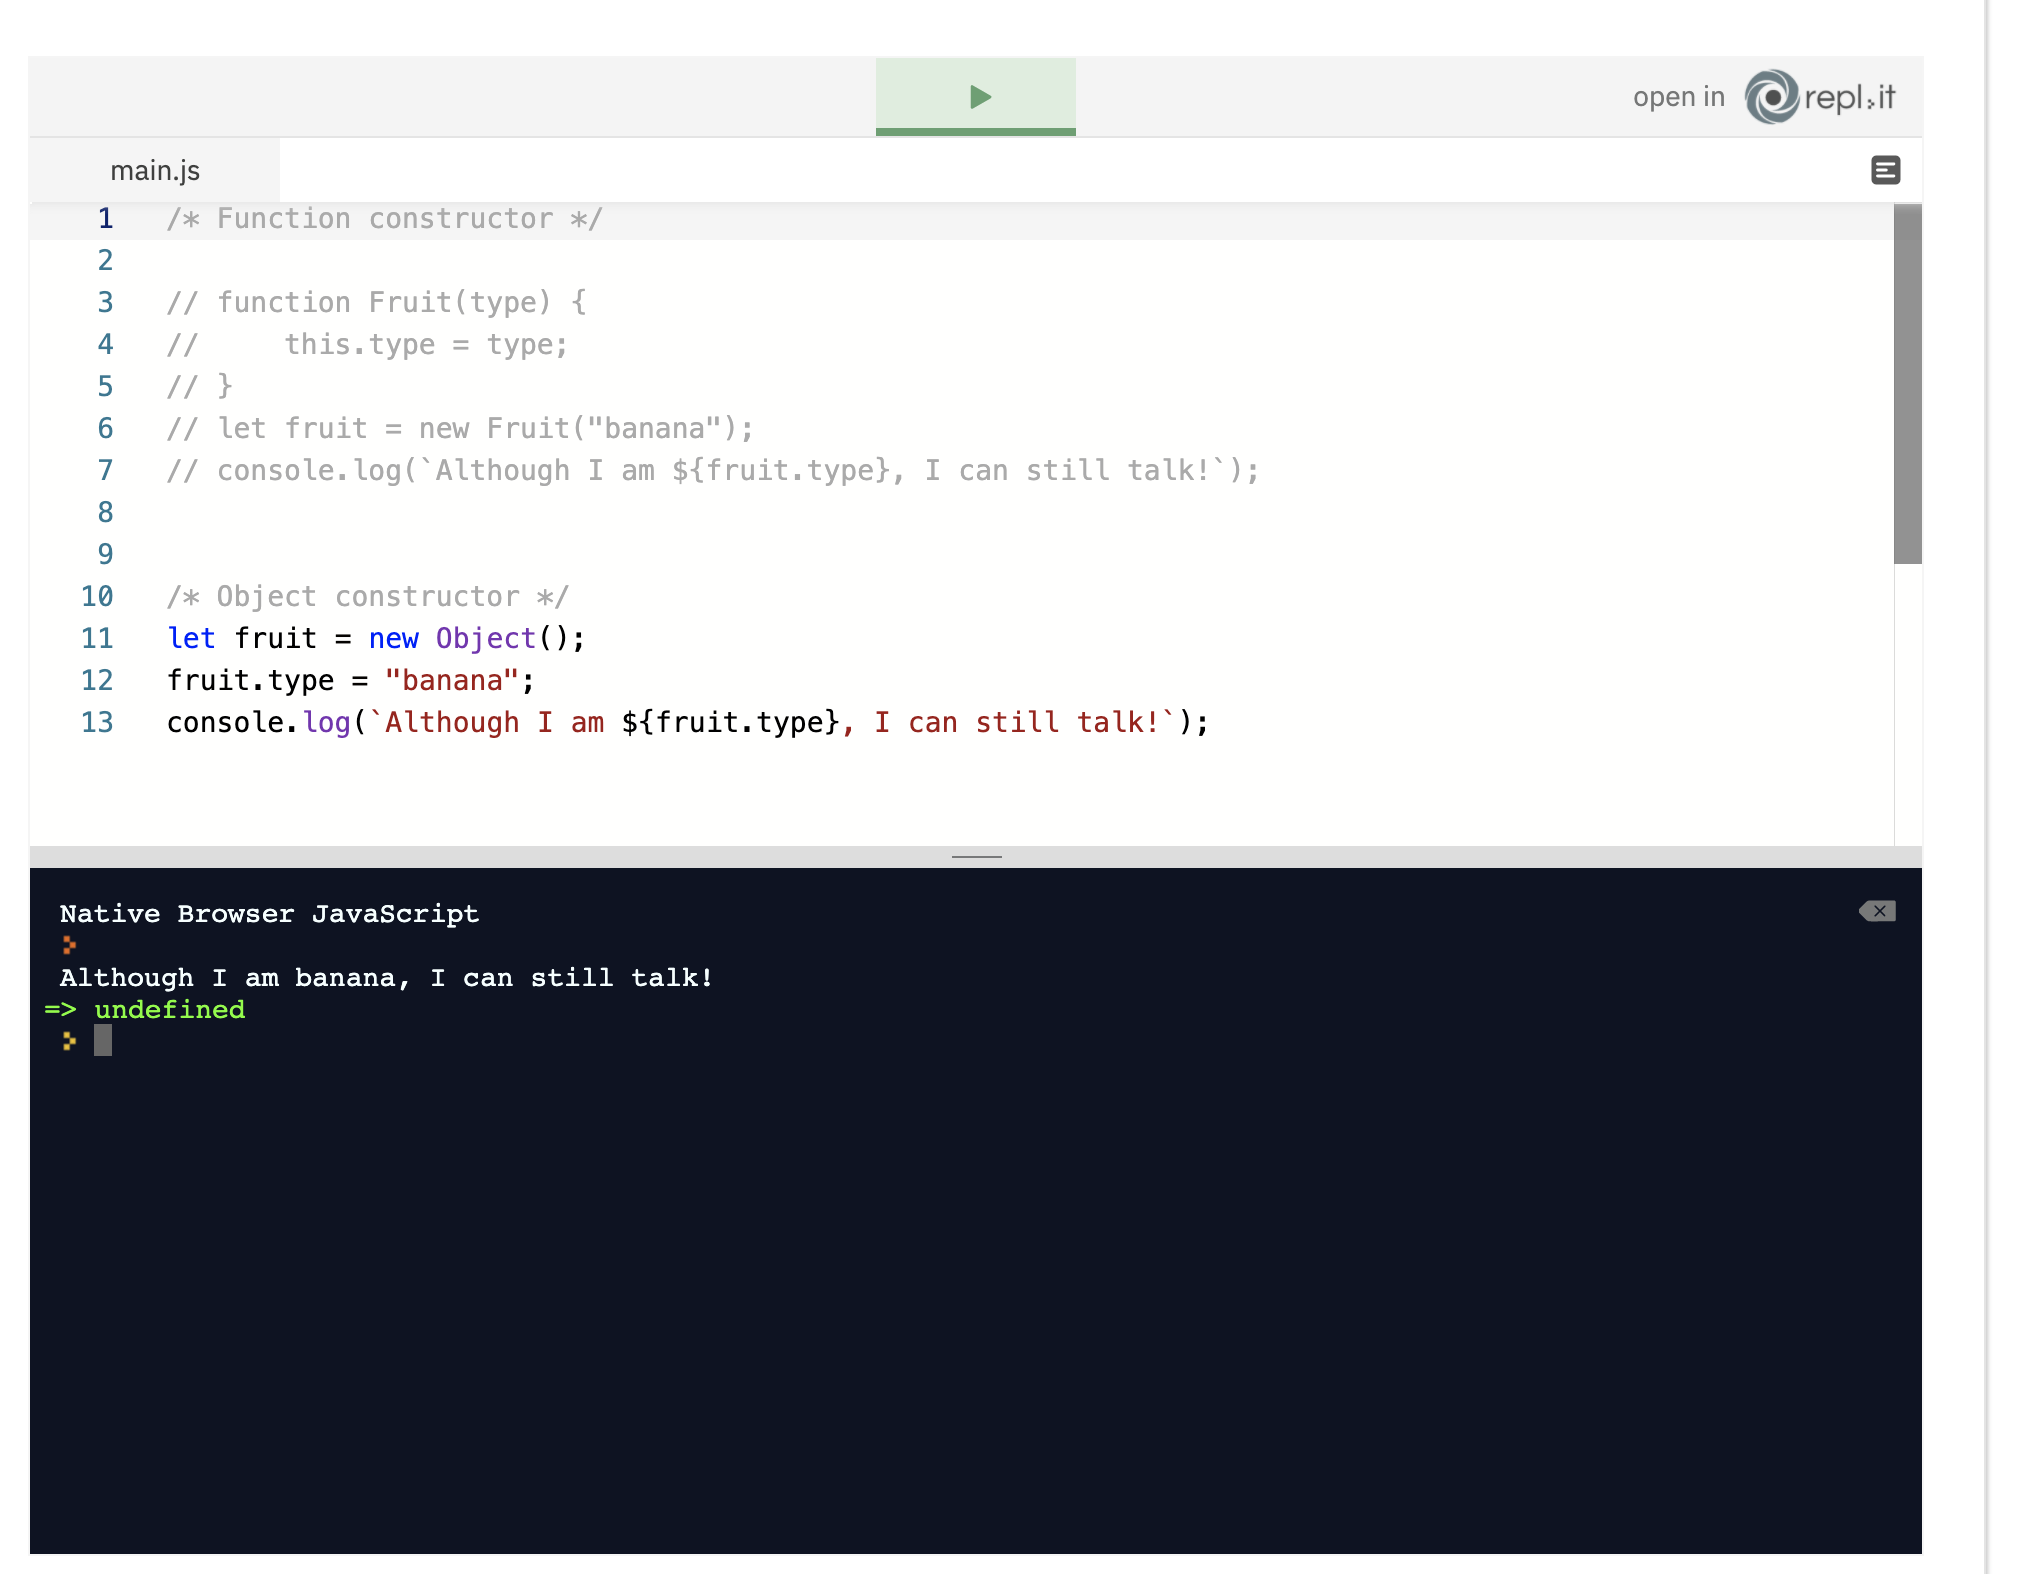 open in repl.it
main.js
1 /* Function constructor */
2
3 // function Fruit(type) {
4 //     this.type = type;
5 // }
6 // let fruit = new Fruit("banana");
7 // console.log(`Although I am ${fruit.type}, I can still talk!`);
8
9
10 /* Object constructor */
11 let fruit = new Object();
12 fruit.type = "banana";
13 console.log(`Although I am ${fruit.type}, I can still talk!`);
Native Browser JavaScript
Although I am banana, I can still talk!
=> undefined